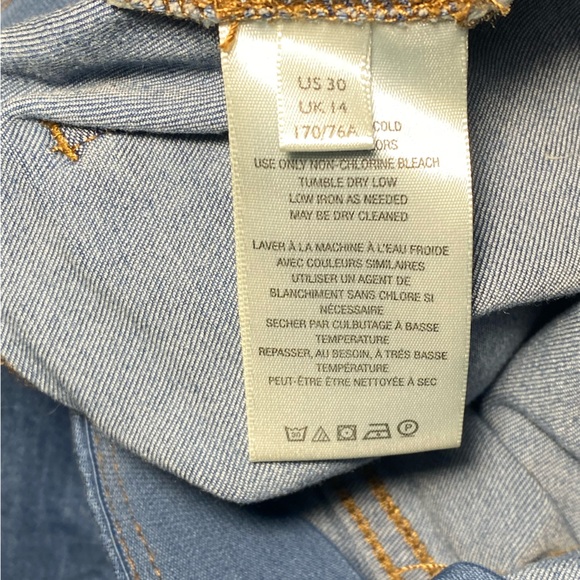 US 30
UK 14
170/76A
COLD
ORS
USE ONLY NON-CHLORINE BLEACH
TUMBLE DRY LOW
LOW IRON AS NEEDED
MAY BE DRY CLEANED
LAVER À LA MACHINE À L'EAU FROIDE
AVEC COULEURS SIMILAIRES
UTILISER UN AGENT DE
BLANCHIMENT SANS CHLORE SI
NÉCESSAIRE
SECHER PAR CULBUTAGE À BASSE
TEMPERATURE
REPASSER, AU BESOIN, À TRÉS BASSE
TEMPÉRATURE
PEUT-ÊTRE ÊTRE NETTOYÉE À SEC
30 P